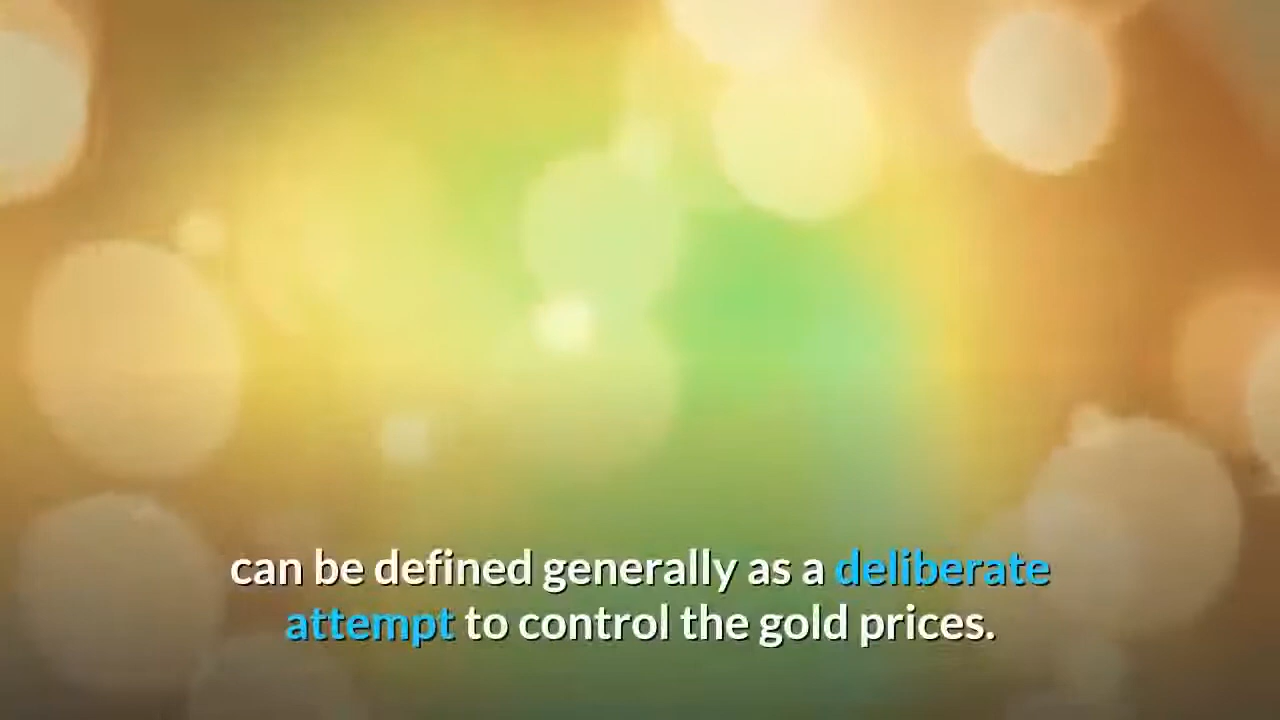 can be defined generally as a deliberate
attempt to control the gold prices.